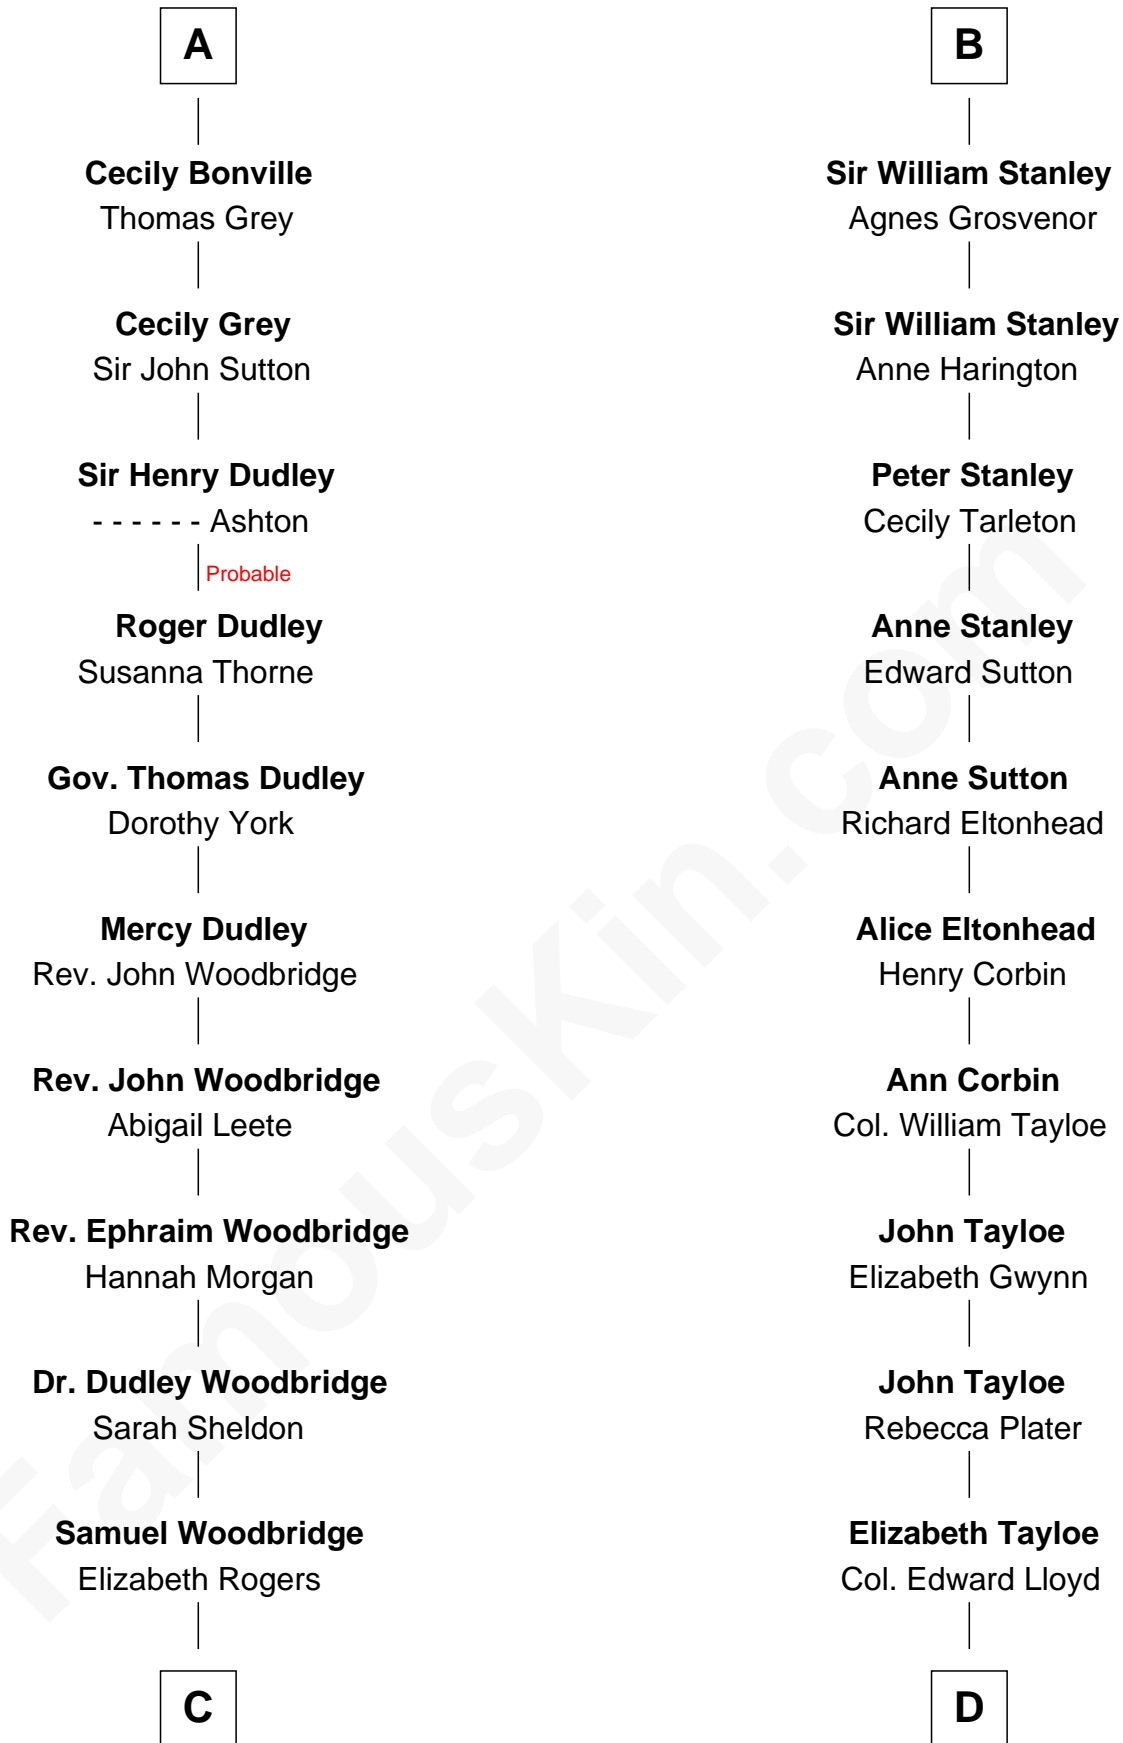 A
Cecily Bonville
Thomas Grey
Cecily Grey
Sir John Sutton
Sir Henry Dudley
- - - - - - Ashton
Probable
Roger Dudley
Susanna Thorne
Gov. Thomas Dudley
Dorothy York
Mercy Dudley
Rev. John Woodbridge
Rev. John Woodbridge
Abigail Leete
Rev. Ephraim Woodbridge
Hannah Morgan
Dr. Dudley Woodbridge
Sarah Sheldon
Samuel Woodbridge
Elizabeth Rogers
C
B
Sir William Stanley
Agnes Grosvenor
Sir William Stanley
Anne Harington
Peter Stanley
Cecily Tarleton
Anne Stanley
Edward Sutton
Anne Sutton
Richard Eltonhead
Alice Eltonhead
Henry Corbin
Ann Corbin
Col. William Tayloe
John Tayloe
Elizabeth Gwynn
John Tayloe
Rebecca Plater
Elizabeth Tayloe
Col. Edward Lloyd
D
FamousKin.com